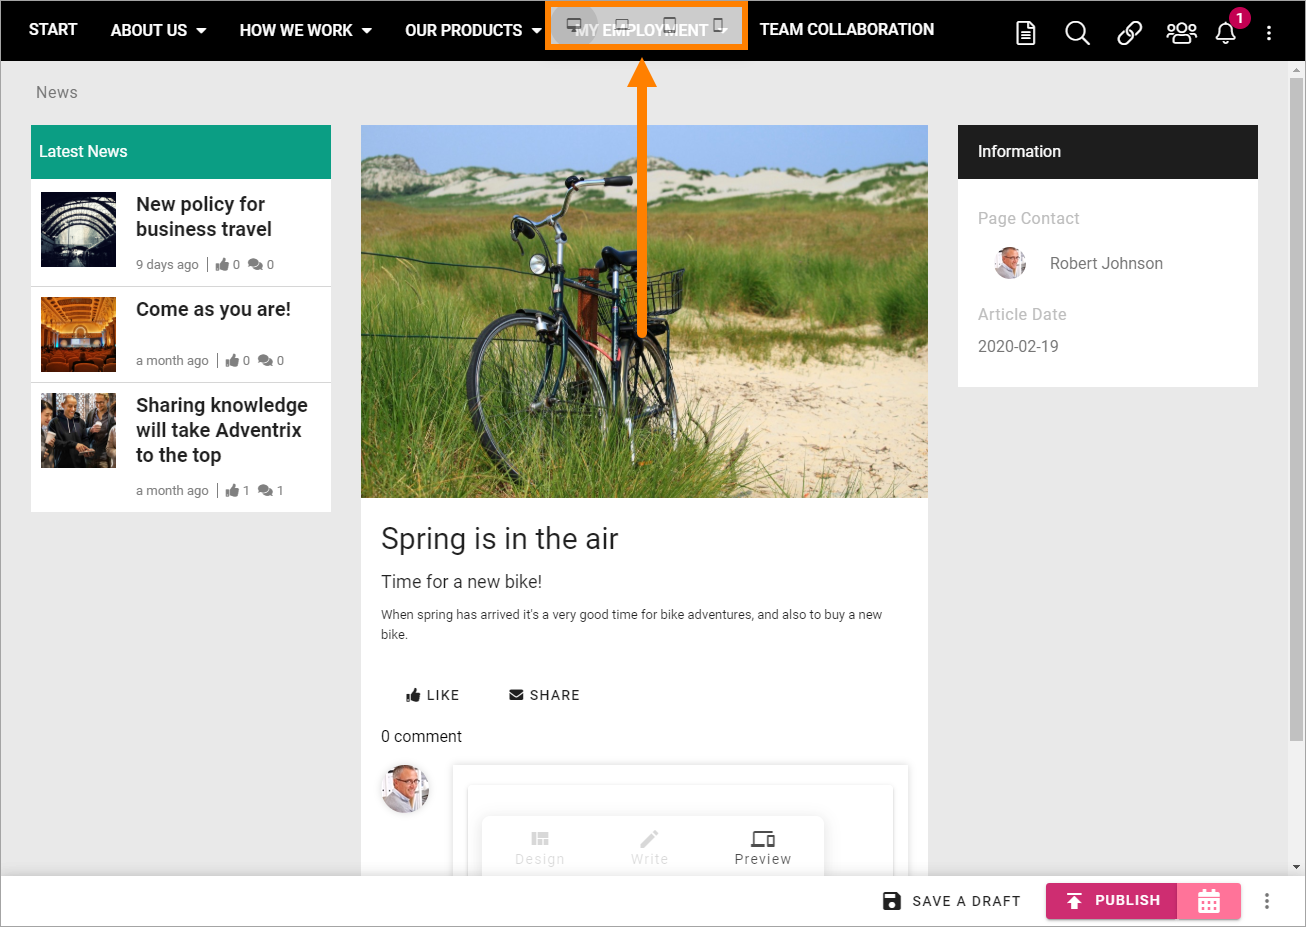 START
ABOUT US
HOW WE WORK
OUR PRODUCTS
MY EMPLOYMENT
TEAM COLLABORATION
1
News
Latest News
New policy for
business travel
9 days ago
0
0
Come as you are!
a month ago
0
0
Sharing knowledge
will take Adventrix
to the top
a month ago
1
1
Spring is in the air
Time for a new bike!
When spring has arrived it's a very good time for bike adventures, and also to buy a new
bike.
LIKE
SHARE
0 comment
Information
Page Contact
Robert Johnson
Article Date
2020-02-19
Design
Write
Preview
SAVE A DRAFT
PUBLISH